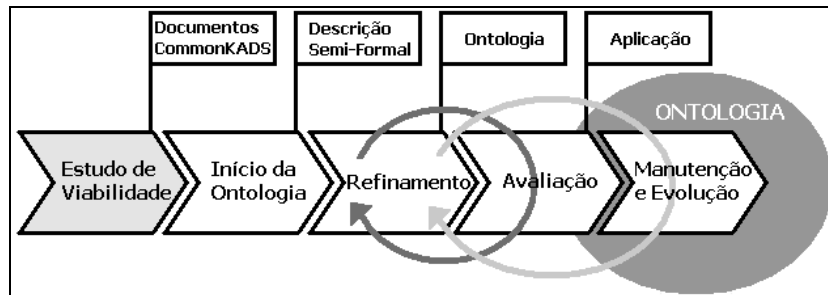 Documentos
CommonKADS
Descrição
Semi-Formal
Ontologia
Aplicação
ONTOLOGIA
Estudo de
Viabilidade
Início da
Ontologia
Refinamento
Avaliação
Manutenção
e Evolução